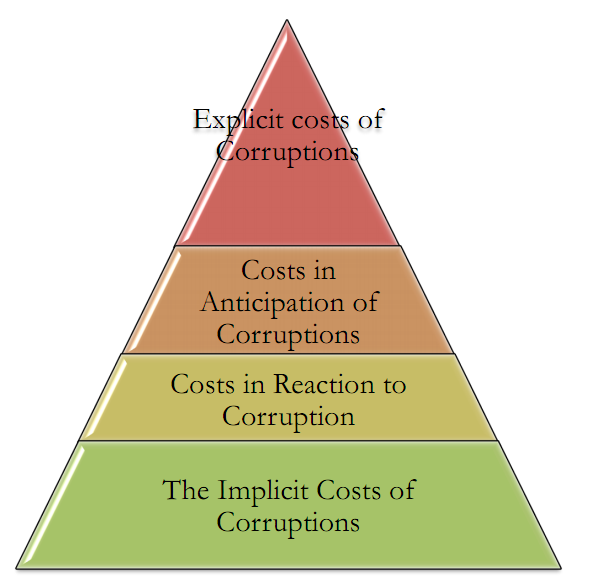 Explicit costs of
Corruptions
Costs in
Anticipation of
Corruptions
Costs in Reaction to
Corruption
The Implicit Costs of
Corruptions